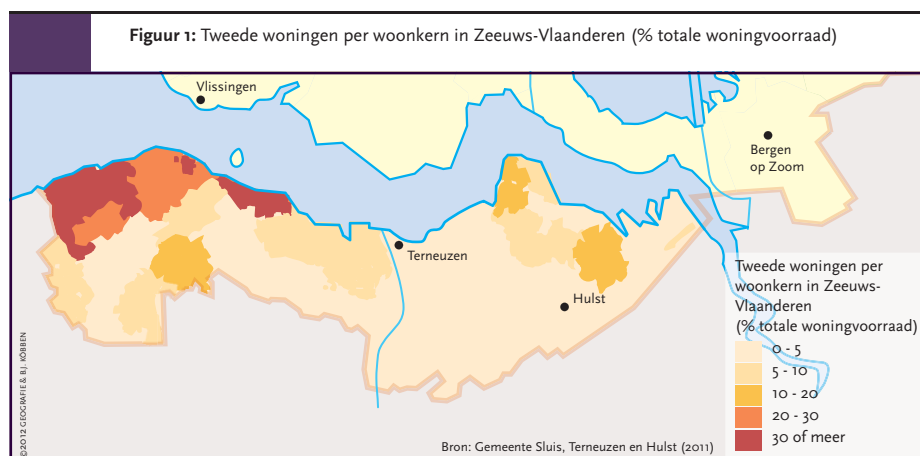 Figuur 1: Tweede woningen per woonkern in Zeeuws-Vlaanderen (% totale woningvoorraad)
Vlissingen
Bergen
op Zoom
Terneuzen
Hulst
Tweede woningen per
woonkern in Zeeuws-
Vlaanderen
(% totale woningvoorraad)
0 - 5
5 - 10
10 - 20
20 - 30
30 of meer
Bron: Gemeente Sluis, Terneuzen en Hulst (2011)
©2012 GEOGRAFIE & B.J. KÖBBEN